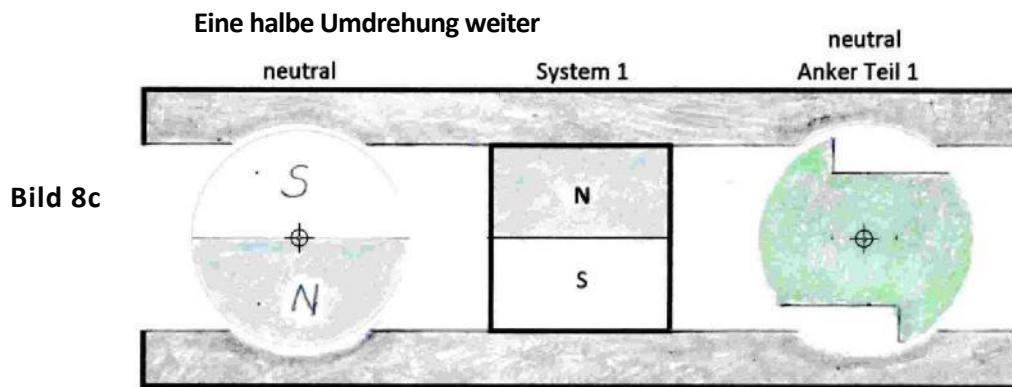 Eine halbe Umdrehung weiter
neutral
System 1
neutral
Anker Teil 1
Bild 8c
S
N
N
S